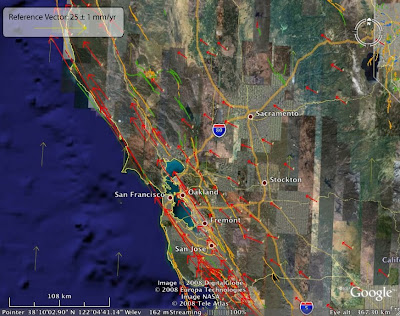 Reference Vector: 25 ± 1 mm/yr
N
80
Sacramento
Stockton
San Francisco
Oakland
Fremont
San Jose
Califo
5
108 km
Image © 2008 DigitalGlobe
© 2008 Europa Technologies
Image NASA
© 2008 Tele Atlas
Google
Pointer 38°10'02.90" N 122°04'41.14" W elev 162 m Streaming 100% Eye alt 367.30 km